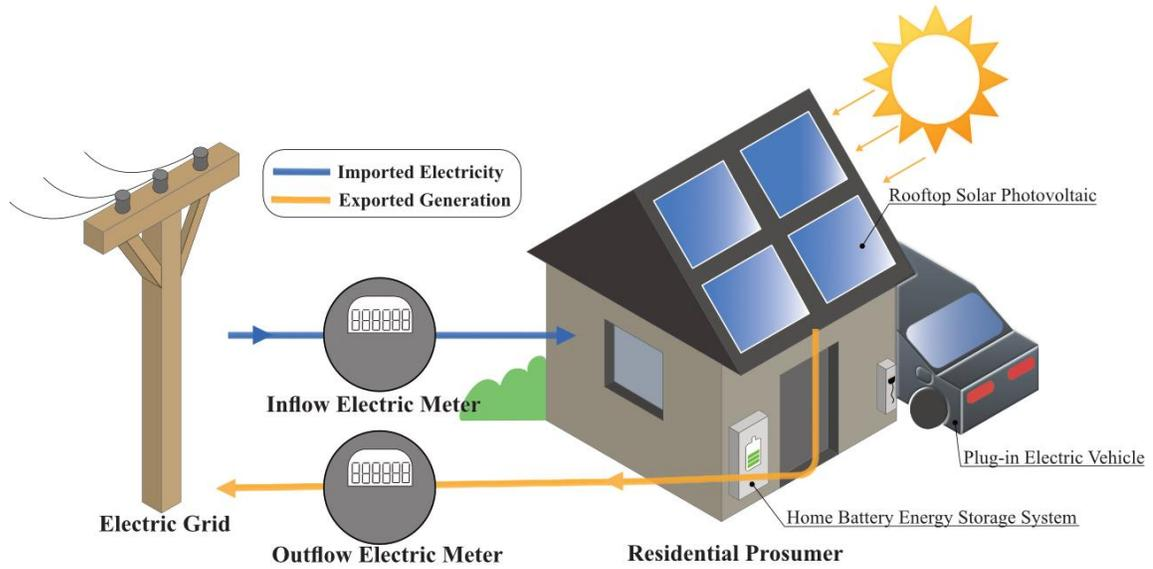 Imported Electricity
Exported Generation
Rooftop Solar Photovoltaic
Inflow Electric Meter
Plug-in Electric Vehicle
Electric Grid
Home Battery Energy Storage System
Outflow Electric Meter
Residential Prosumer